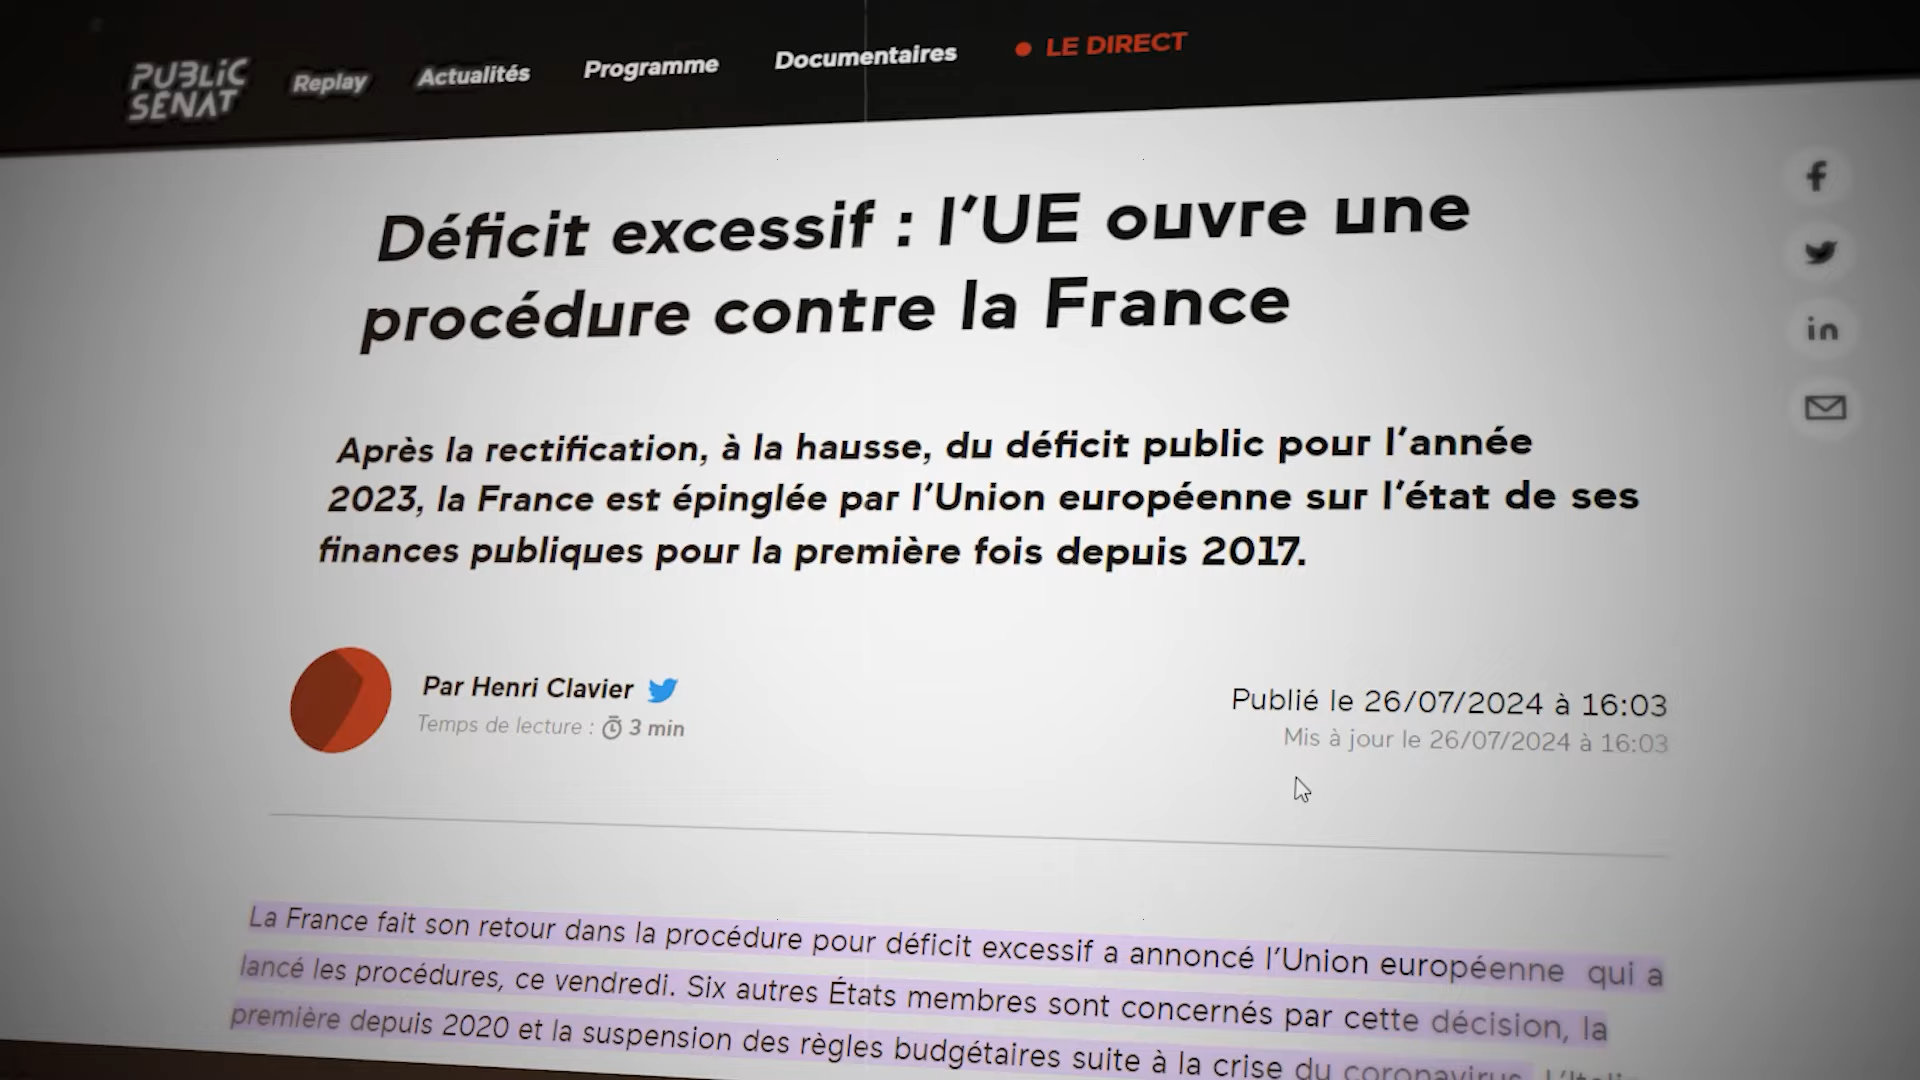 PUBLIC SÉNAT
Replay Actualités Programme Documentaires LE DIRECT
Déficit excessif : l'UE ouvre une
procédure contre la France
Après la rectification, à la hausse, du déficit public pour l'année
2023, la France est épinglée par l'Union européenne sur l'état de ses
finances publiques pour la première fois depuis 2017.
Par Henri Clavier
Temps de lecture : 3 min
Publié le 26/07/2024 à 16:03
Mis à jour le 26/07/2024 à 16:03
La France fait son retour dans la procédure pour déficit excessif a annoncé l'Union européenne qui a
lancé les procédures, ce vendredi. Six autres États membres sont concernés par cette décision, la
première depuis 2020 et la suspension des règles budgétaires suite à la crise du coronavirus.